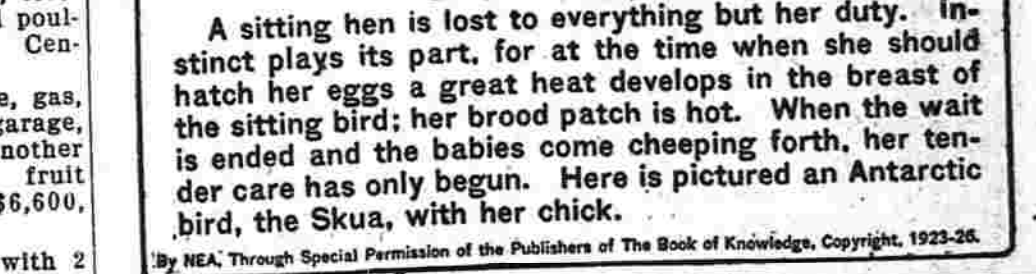 poul-
Cen-
gas,
nother
fruit
$6,600,
with 2
A sitting hen is lost to everything but her duty. In-
stinct plays its part, for at the time when she should
hatch her eggs a great heat develops in the breast of
the sitting bird; her brood patch is hot. When the wait
is ended and the babies come cheeping forth, her ten-
der care has only begun. Here is pictured an Antarctic
bird, the Skua, with her chick.
By NEA, Through Special Permission of the Publishers of The Book of Knowledge, Copyright, 1923-26.